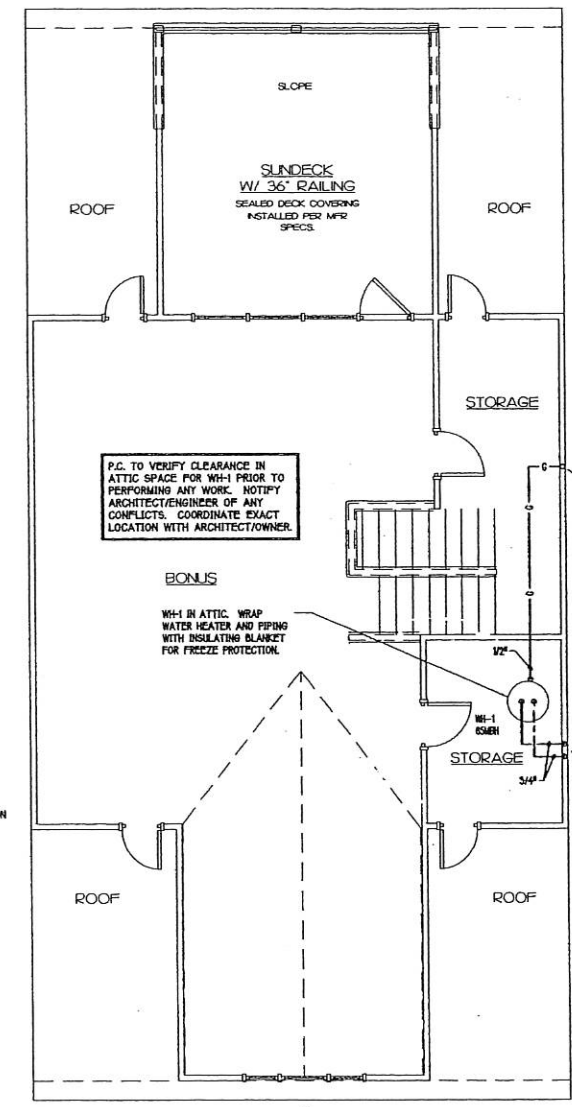 SLOPE
SUNDECK
W/ 36" RAILING
SEALED DECK COVERING
INSTALLED PER MFR
SPECS.
ROOF
ROOF
STORAGE
G
P.C. TO VERIFY CLEARANCE IN
ATTIC SPACE FOR WH-1 PRIOR TO
PERFORMING ANY WORK. NOTIFY
ARCHITECT/ENGINEER OF ANY
CONFLICTS. COORDINATE EXACT
LOCATION WITH ARCHITECT/OWNER.
BONUS
WH-1 IN ATTIC. WRAP
WATER HEATER AND PIPING
WITH INSULATING BLANKET
FOR FREEZE PROTECTION.
1/2"
WH-1
65MBH
STORAGE
3/4"
N
ROOF
ROOF